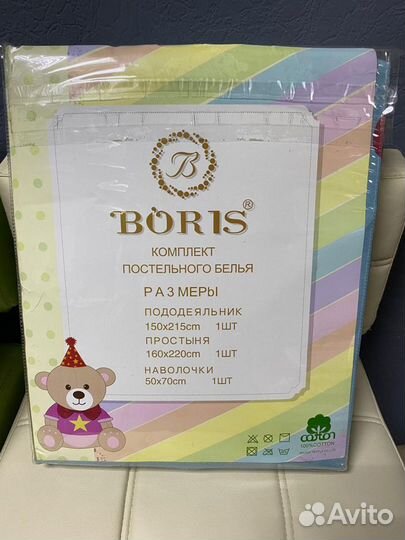 B
BORIS®
КОМПЛЕКТ
ПОСТЕЛЬНОГО БЕЛЬЯ
РАЗМЕРЫ
ПОДОДЕЯЛЬНИК
150x215cm 1ШТ
ПРОСТЫНЯ
160x220cm 1ШТ
НАВОЛОЧКИ
50x70cm 1ШТ
cotton
100%COTTON
Avito